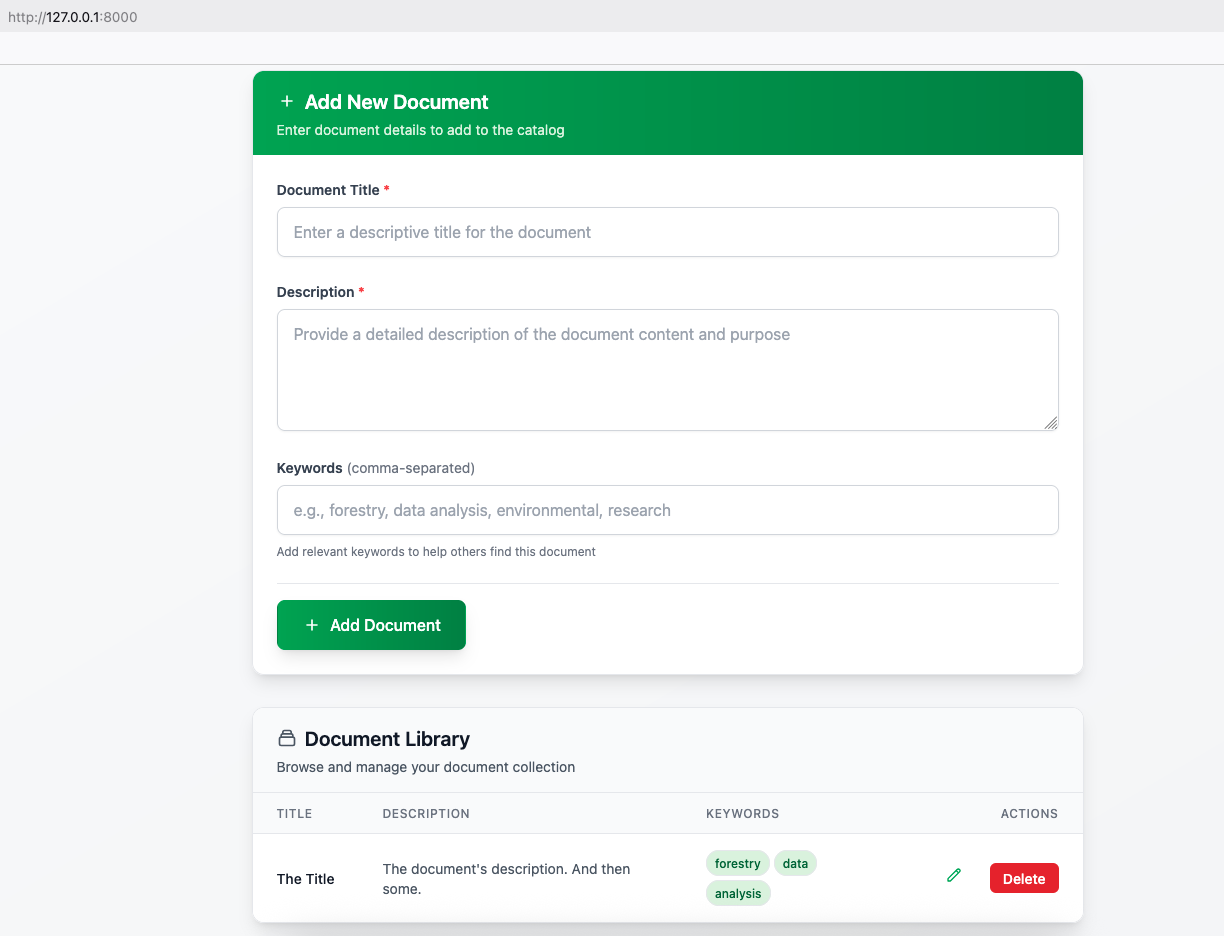 http://127.0.0.1:8000
+ Add New Document
Enter document details to add to the catalog
Document Title *
Enter a descriptive title for the document
Description *
Provide a detailed description of the document content and purpose
Keywords (comma-separated)
e.g., forestry, data analysis, environmental, research
Add relevant keywords to help others find this document
+ Add Document
Document Library
Browse and manage your document collection
TITLE DESCRIPTION KEYWORDS ACTIONS
The Title
The document's description. And then
some.
forestry data
analysis
Delete